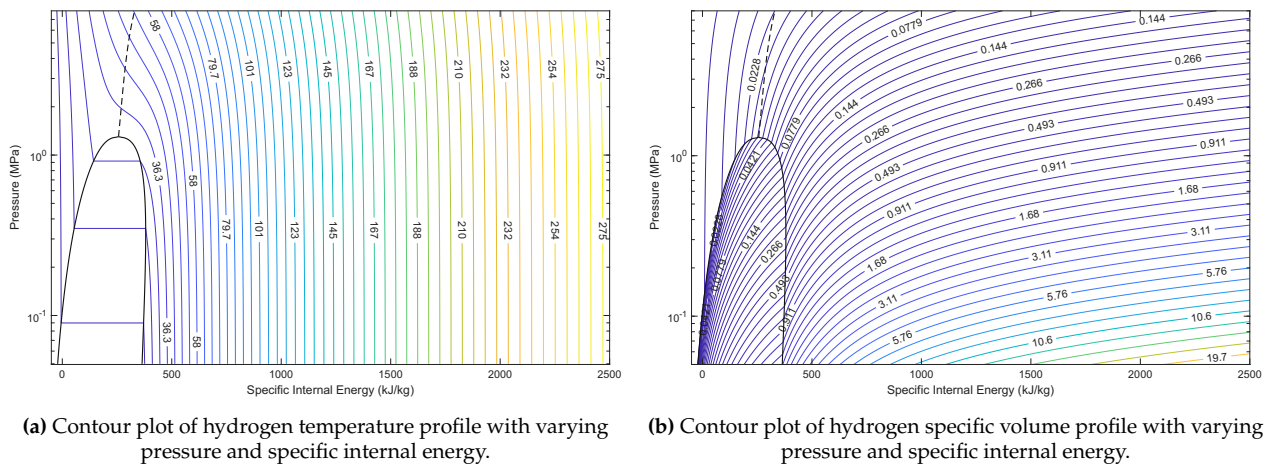 58 79.7 101 123 145 167 188 210 232 254 275
10⁰
36.3 58
Pressure (MPa)
79.7 101 123 145 167 188 210 232 254 275
10⁻¹
36.3
0 500 1000 1500 2000 2500
Specific Internal Energy (kJ/kg)
(a) Contour plot of hydrogen temperature profile with varying
pressure and specific internal energy.
0.0779 0.144
0.144
0.0228 0.266
0.144 0.266
0.493
0.0779 0.266 0.493
10⁰
0.0421 0.493 0.911
0.911
Pressure (MPa)
0.911 1.68
1.68
0.0228 0.144
0.266 3.11
1.68 3.11
0.0779 0.493 5.76
3.11 5.76
10⁻¹
0.911 10.6
5.76 10.6
19.7
0 500 1000 1500 2000 2500
Specific Internal Energy (kJ/kg)
(b) Contour plot of hydrogen specific volume profile with varying
pressure and specific internal energy.